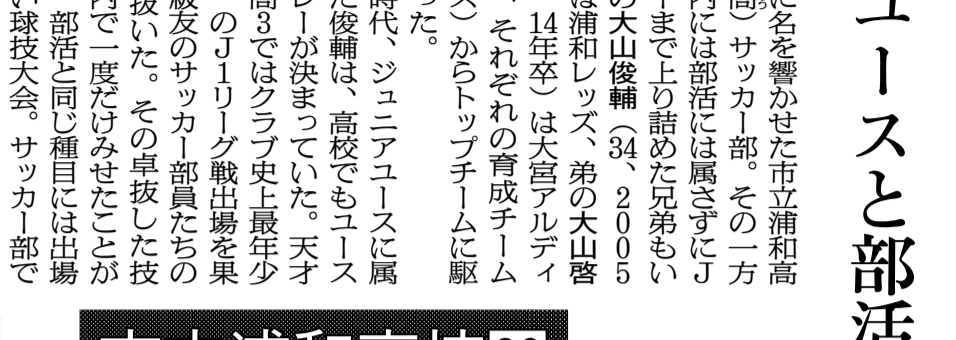 ユースと部活
に名を響かせた市立浦和高
高）サッカー部。その一方
内には部活には属さずにJ
まで上り詰めた兄弟もい
の大山俊輔（34、2005
は浦和レッズ、弟の大山啓
14年卒）は大宮アルディ
、それぞれの育成チーム
ス）からトップチームに駆
った。
時代、ジュニアユースに属
た俊輔は、高校でもユース
レーが決まっていた。天才
高3ではクラブ史上最年少
のJ1リーグ戦出場を果
級友のサッカー部員たちの
抜いた。その卓抜した技
内で一度だけみせたことが
部活と同じ種目には出場
い球技大会。サッカー部で